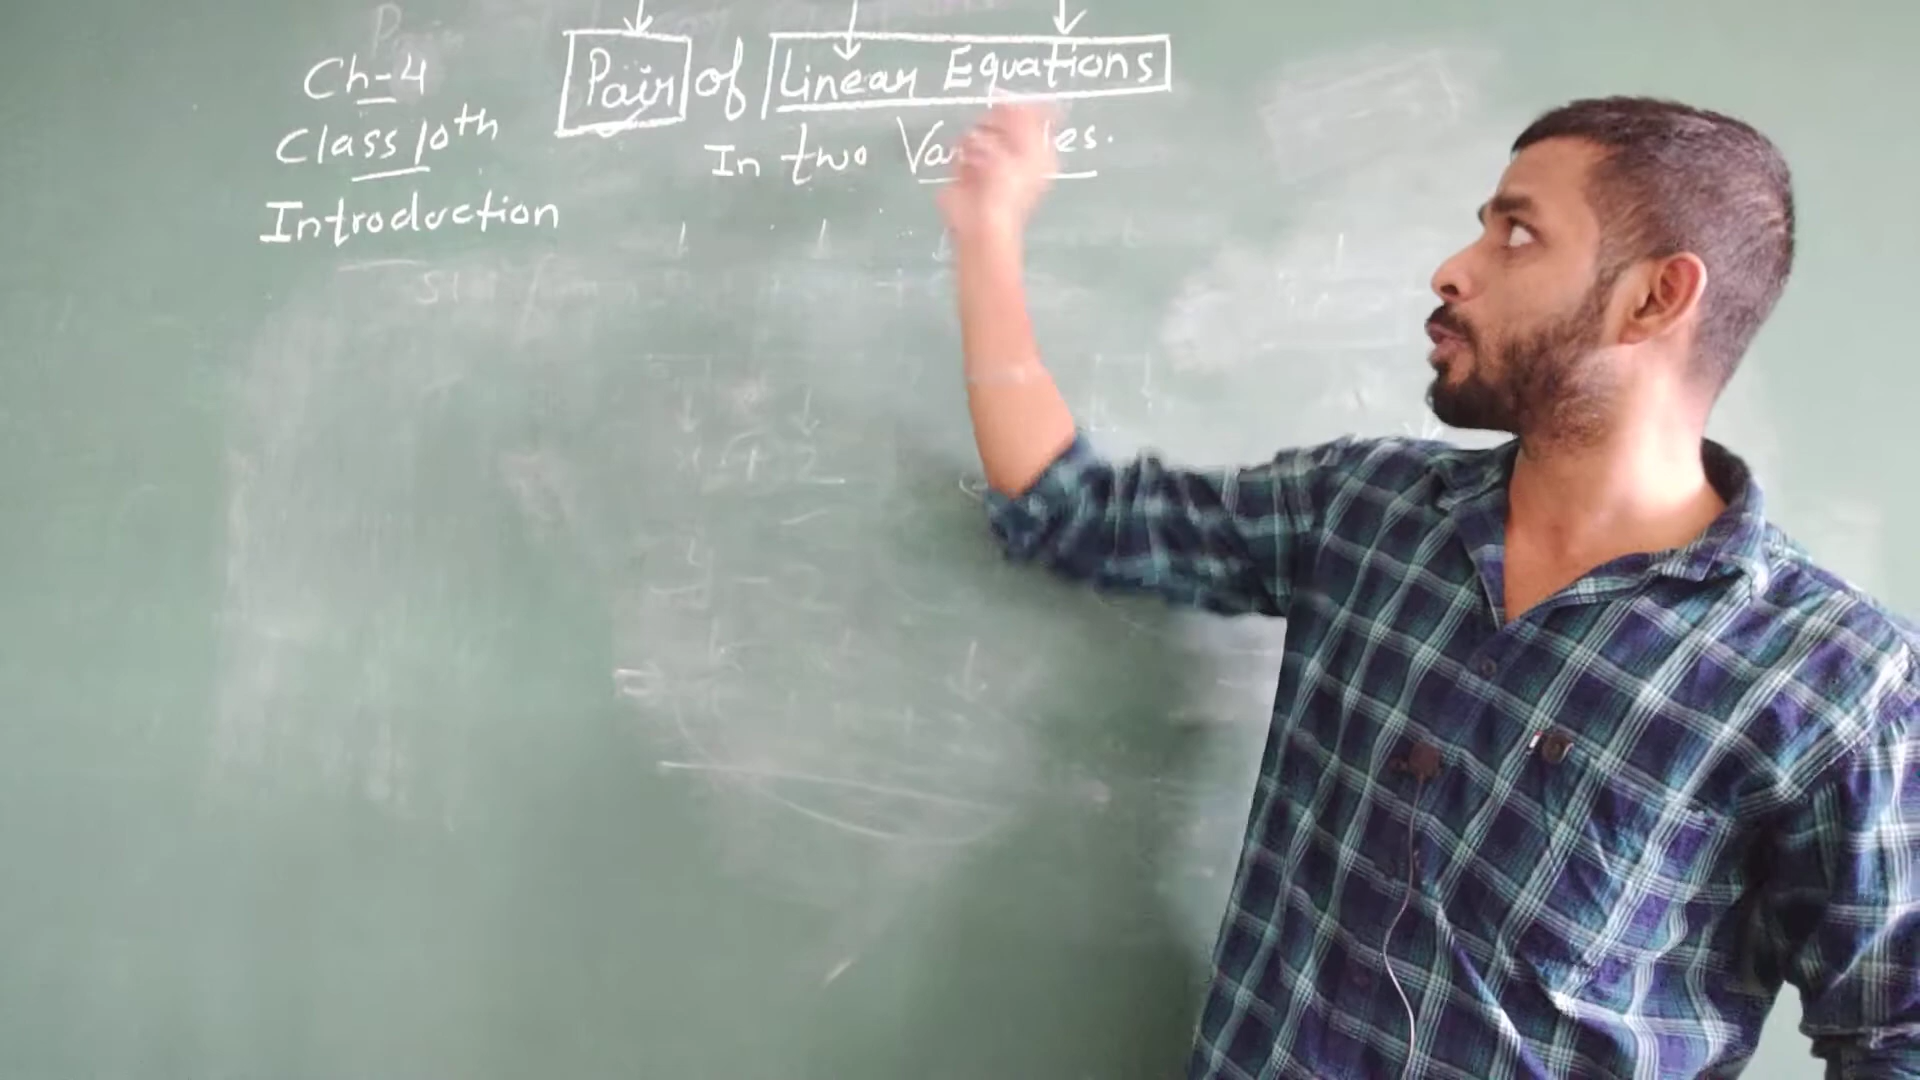 Ch-4
Class 10th
Introduction
Pair of Linear Equations
In two